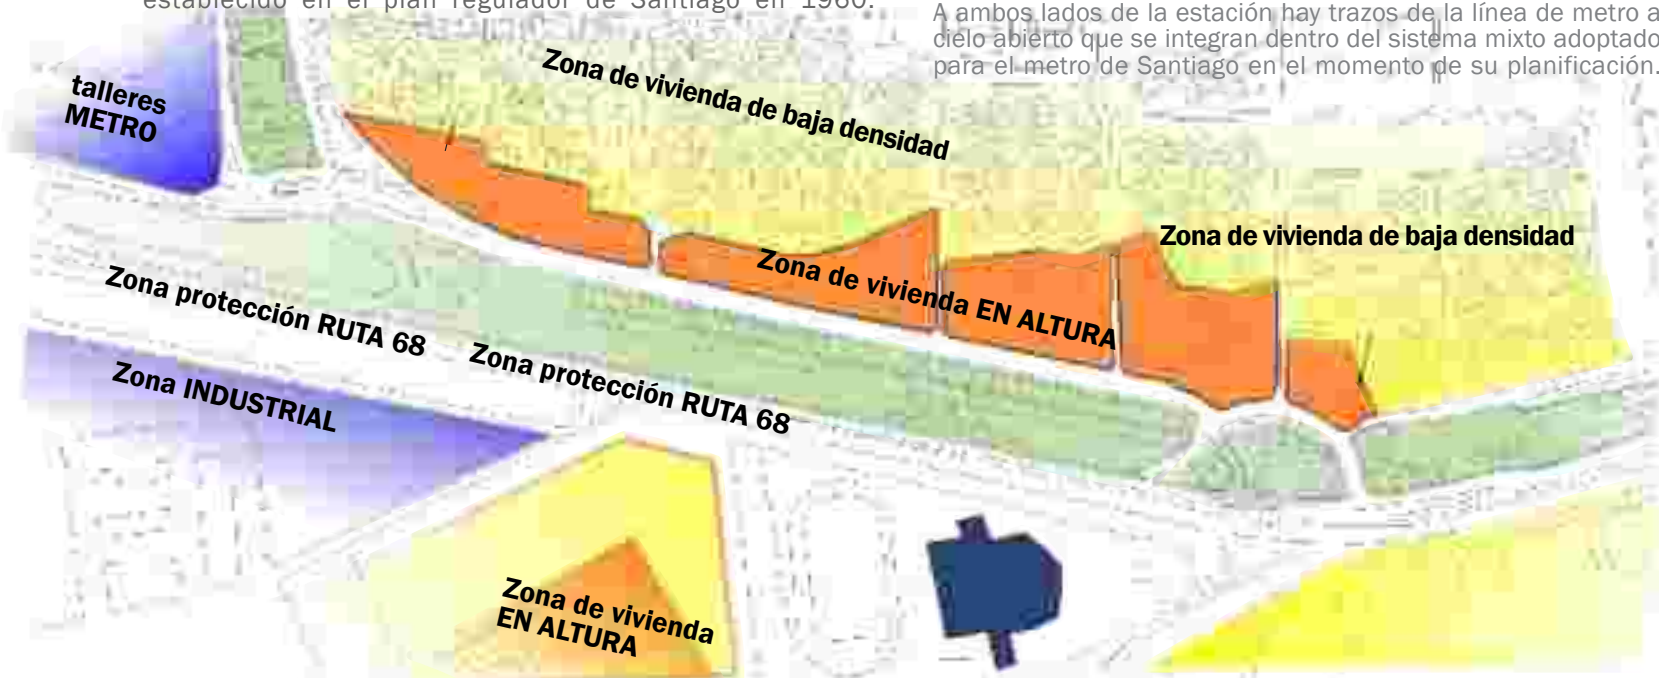 establecido en el plan regulador de Santiago en 1960.
A ambos lados de la estación hay trazos de la línea de metro a
cielo abierto que se integran dentro del sistema mixto adoptado
para el metro de Santiago en el momento de su planificación.
talleres
METRO
Zona de vivienda de baja densidad
Zona de vivienda de baja densidad
Zona de vivienda EN ALTURA
Zona protección RUTA 68
Zona protección RUTA 68
Zona INDUSTRIAL
Zona de vivienda
EN ALTURA